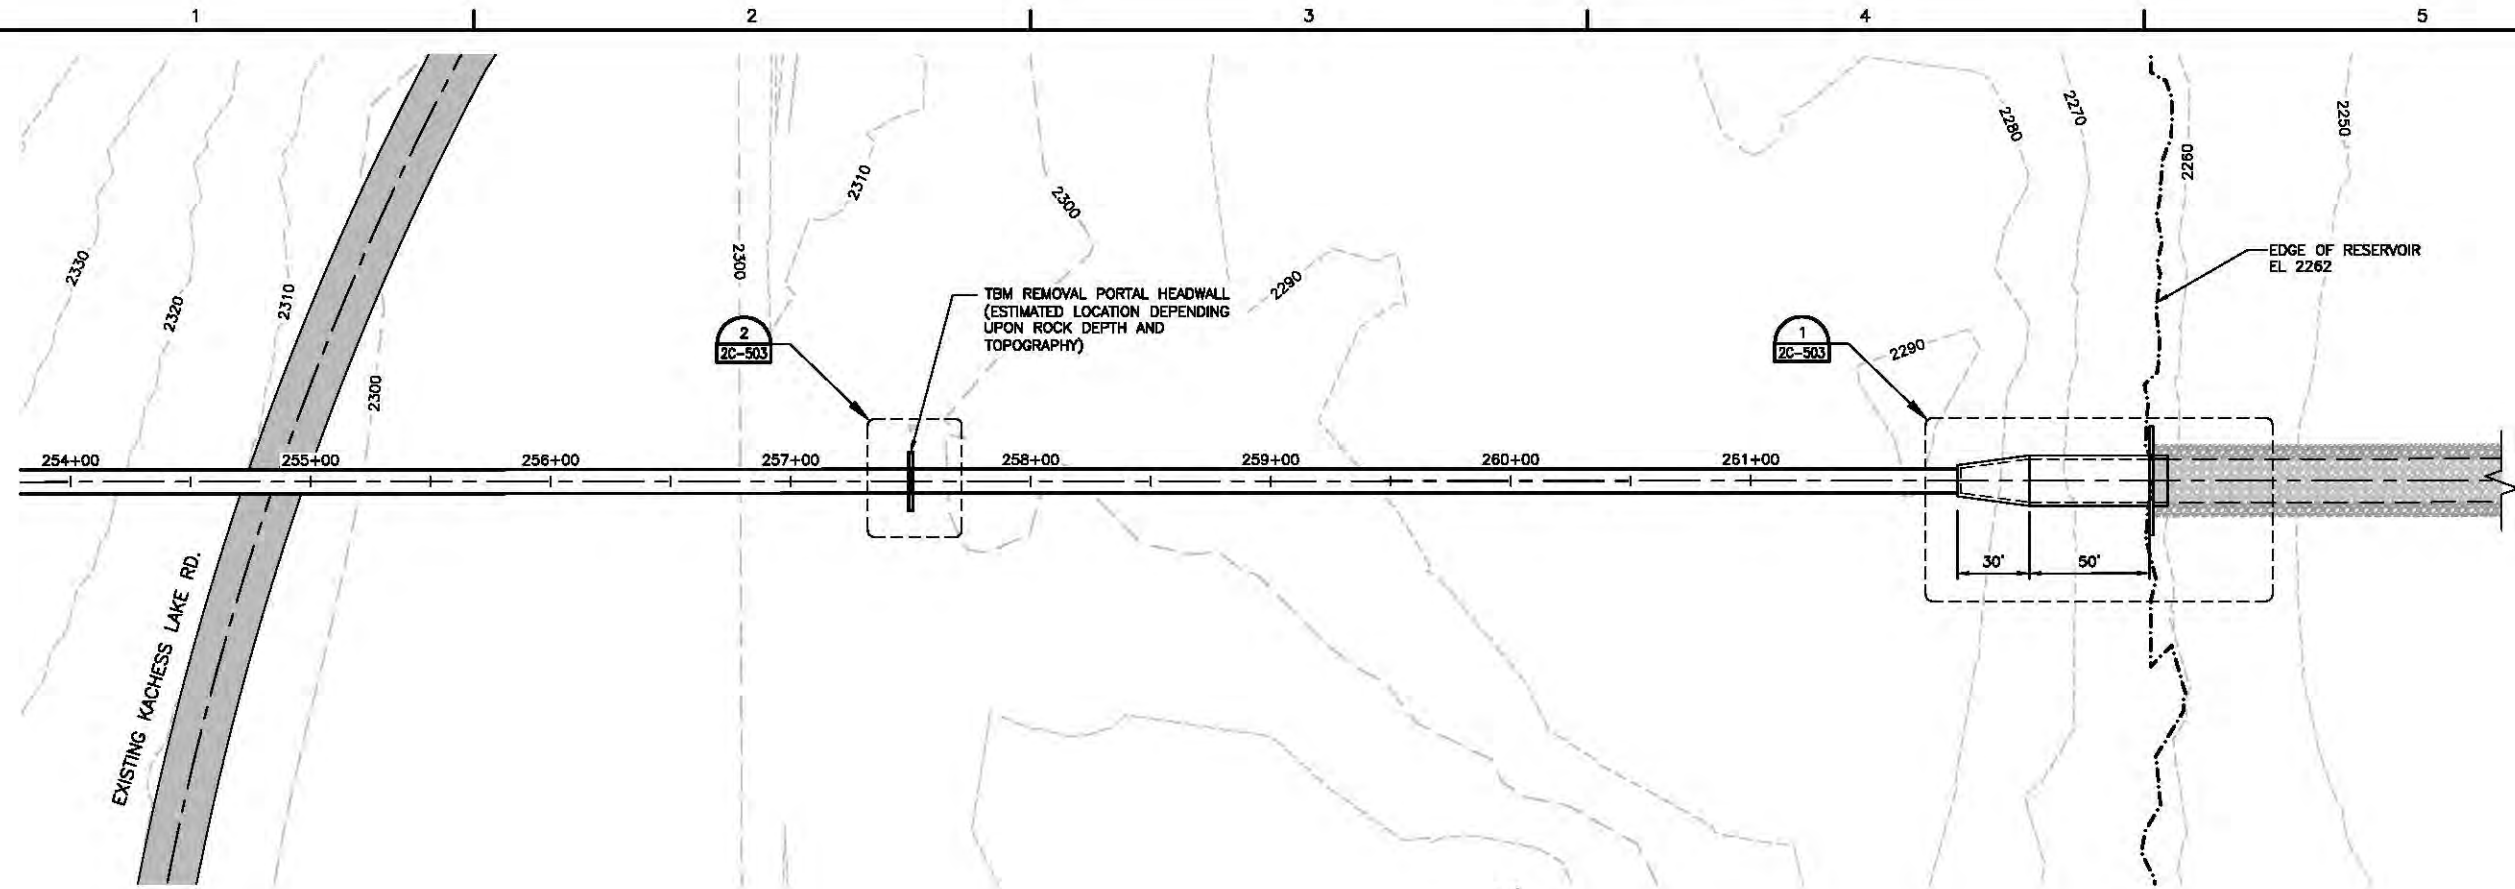 1 2 3 4 5
2330
2320
2310
2300
2300
2310
2300
2290
2280
2270
2260
2250
2290
EDGE OF RESERVOIR
EL 2262
TBM REMOVAL PORTAL HEADWALL
(ESTIMATED LOCATION DEPENDING
UPON ROCK DEPTH AND
TOPOGRAPHY)
2
2C-503
1
2C-503
254+00 255+00 256+00 257+00 258+00 259+00 260+00 261+00
30' 50'
EXISTING KACHESS LAKE RD.